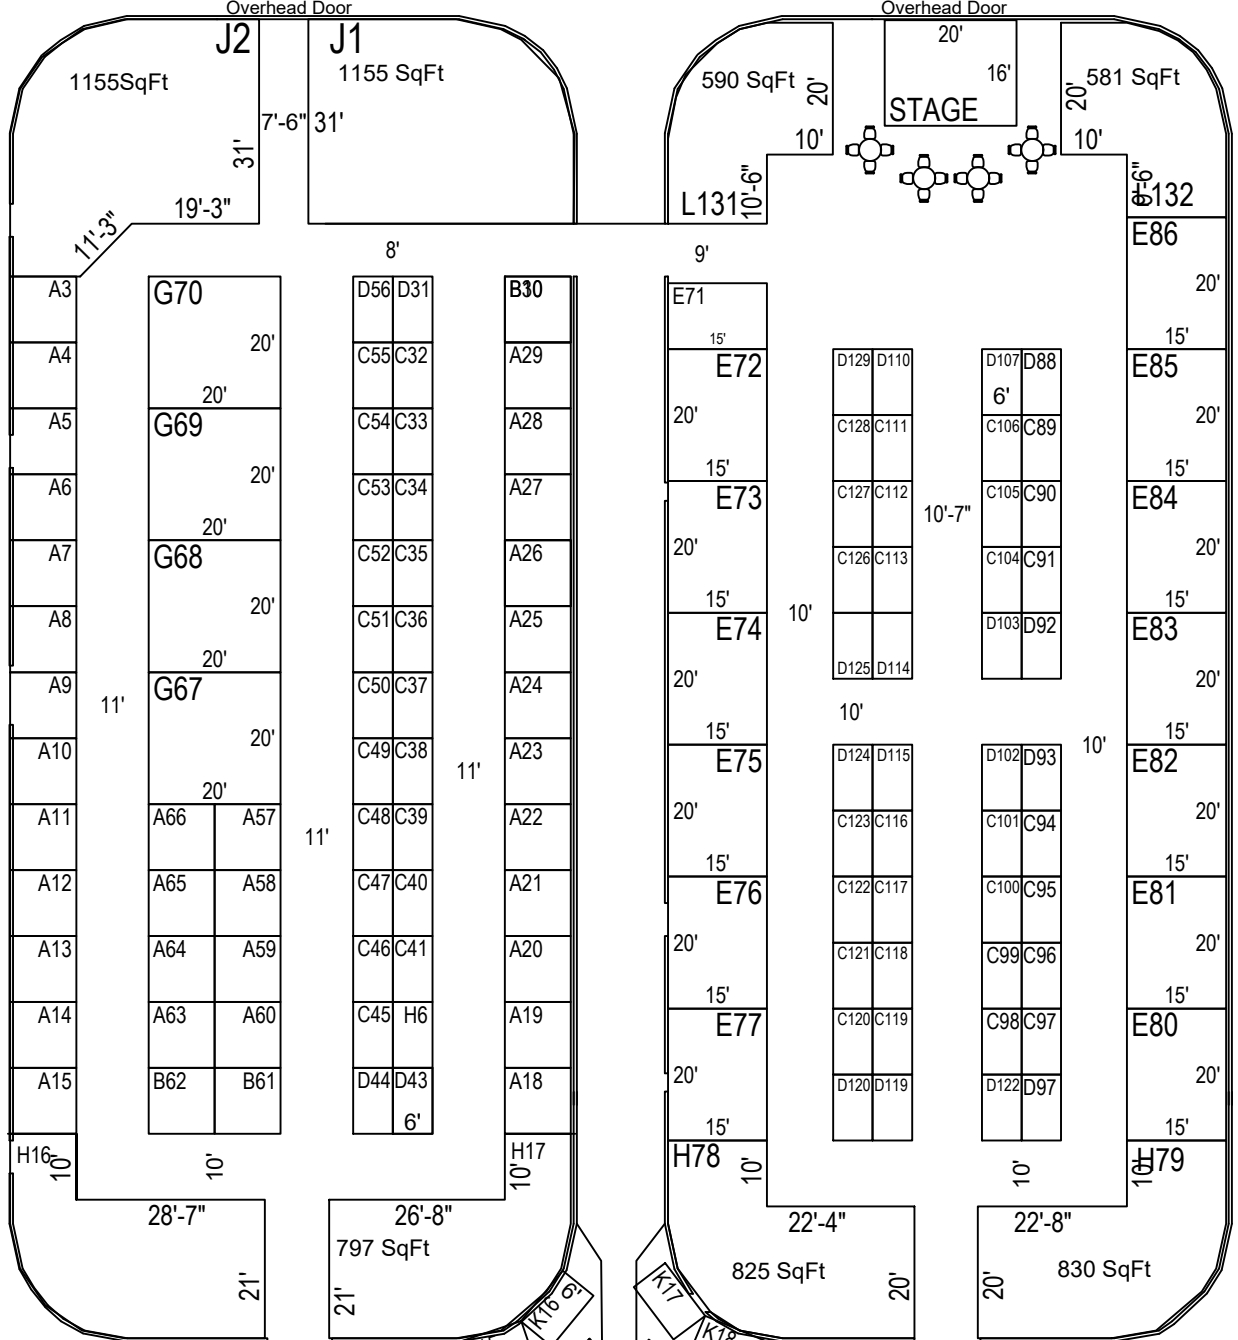 Overhead Door
Overhead Door
J2
J1
1155SqFt
1155 SqFt
7'-6"
31'
31'
19'-3"
11'-3"
8'
9'
590 SqFt
20'
10'
20'
16'
STAGE
20'
581 SqFt
10'
L131
10'-6"
L132
E86
20'
15'
A3
A4
A5
A6
A7
A8
A9
A10
A11
A12
A13
A14
A15
H16
10'
11'
G70
20'
20'
G69
20'
20'
G68
20'
20'
G67
20'
20'
A66
A57
A65
A58
A64
A59
A63
A60
B62
B61
10'
11'
D56
D31
C55
C32
C54
C33
C53
C34
C52
C35
C51
C36
C50
C37
C49
C38
C48
C39
C47
C40
C46
C41
C45
H6
D44
D43
6'
11'
B30
A29
A28
A27
A26
A25
A24
A23
A22
A21
A20
A19
A18
H17
10'
28'-7"
21'
26'-8"
797 SqFt
21'
K16
6'
E71
15'
E72
20'
15'
E73
20'
15'
E74
20'
15'
E75
20'
15'
E76
20'
15'
E77
20'
15'
H78
10'
10'
D129
D110
C128
C111
C127
C112
C126
C113
D125
D114
10'
D124
D115
C123
C116
C122
C117
C121
C118
C120
C119
D120
D119
10'-7"
D107
D88
6'
C106
C89
C105
C90
C104
C91
D103
D92
D102
D93
C101
C94
C100
C95
C99
C96
C98
C97
D122
D97
10'
10'
E85
20'
15'
E84
20'
15'
E83
20'
15'
E82
20'
15'
E81
20'
15'
E80
20'
15'
H79
10'
22'-4"
825 SqFt
20'
22'-8"
830 SqFt
20'
K17
K18